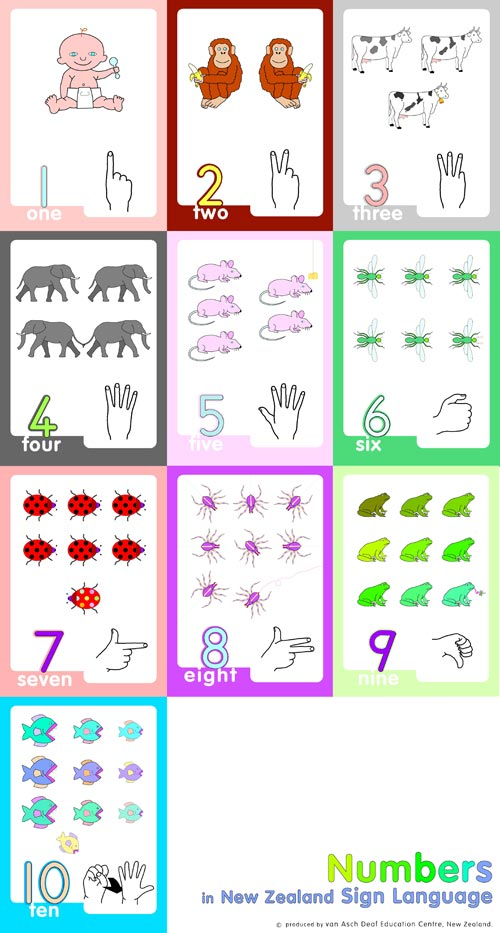 1
one
2
two
3
three
4
four
5
five
6
six
7
seven
8
eight
9
nine
10
ten
Numbers
in New Zealand Sign Language
© produced by van Asch Deaf Education Centre, New Zealand.